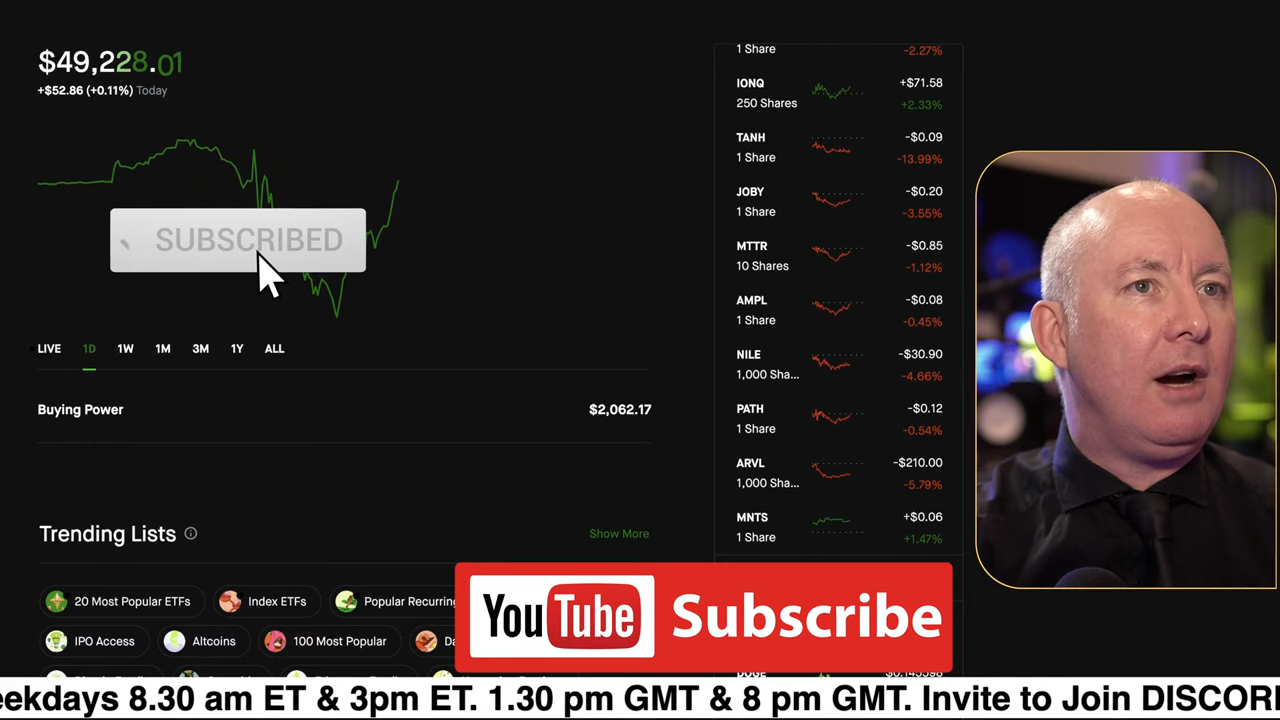 $49,228.01
+$52.86 (+0.11%) Today
SUBSCRIBED
LIVE 1D 1W 1M 3M 1Y ALL
Buying Power $2,062.17
Trending Lists
Show More
20 Most Popular ETFs
Index ETFs
Popular Recurring
IPO Access
Altcoins
100 Most Popular
1 Share -2.27%
IONQ +$71.58
250 Shares +2.33%
TANH -$0.09
1 Share -13.99%
JOBY -$0.20
1 Share -3.55%
MTTR -$0.85
10 Shares -1.12%
AMPL -$0.08
1 Share -0.45%
NILE -$30.90
1,000 Sha... -4.66%
PATH -$0.12
1 Share -0.54%
ARVL -$210.00
1,000 Sha... -5.79%
MNTS +$0.06
1 Share +1.47%
YouTube Subscribe
eekdays 8.30 am ET & 3pm ET. 1.30 pm GMT & 8 pm GMT. Invite to Join DISCOR